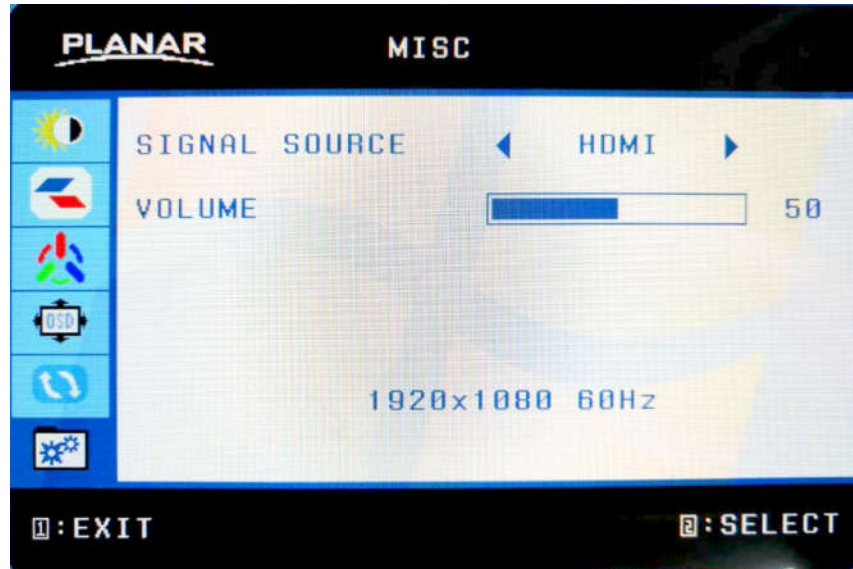 PLANAR MISC
SIGNAL SOURCE HDMI
VOLUME 50
OSD
1920x1080 60Hz
1:EXIT 2:SELECT